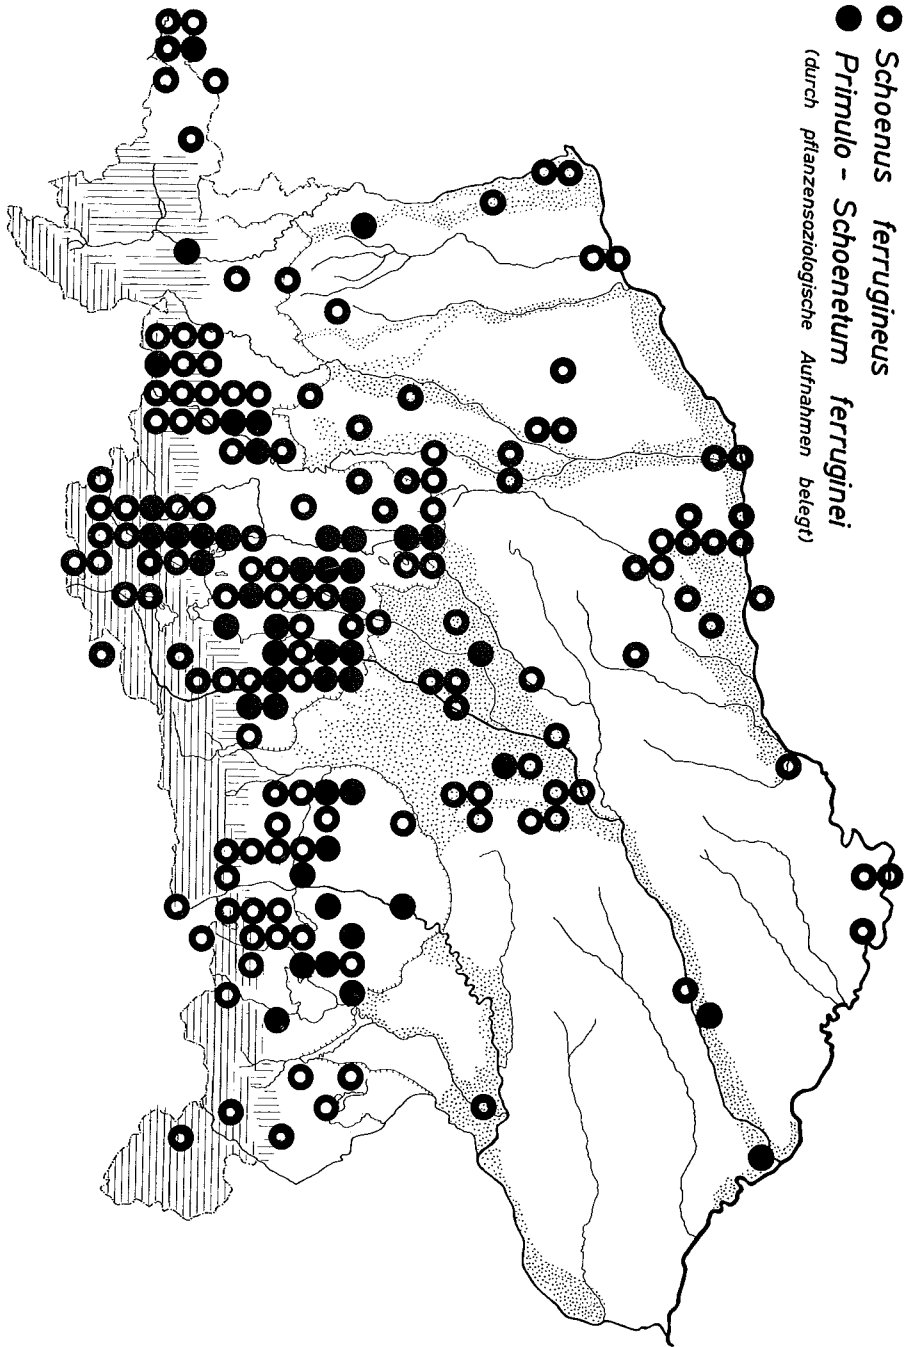 Schoenus ferrugineus
Primulo - Schoenetum ferruginei
(durch pflanzensoziologische Aufnahmen belegt)